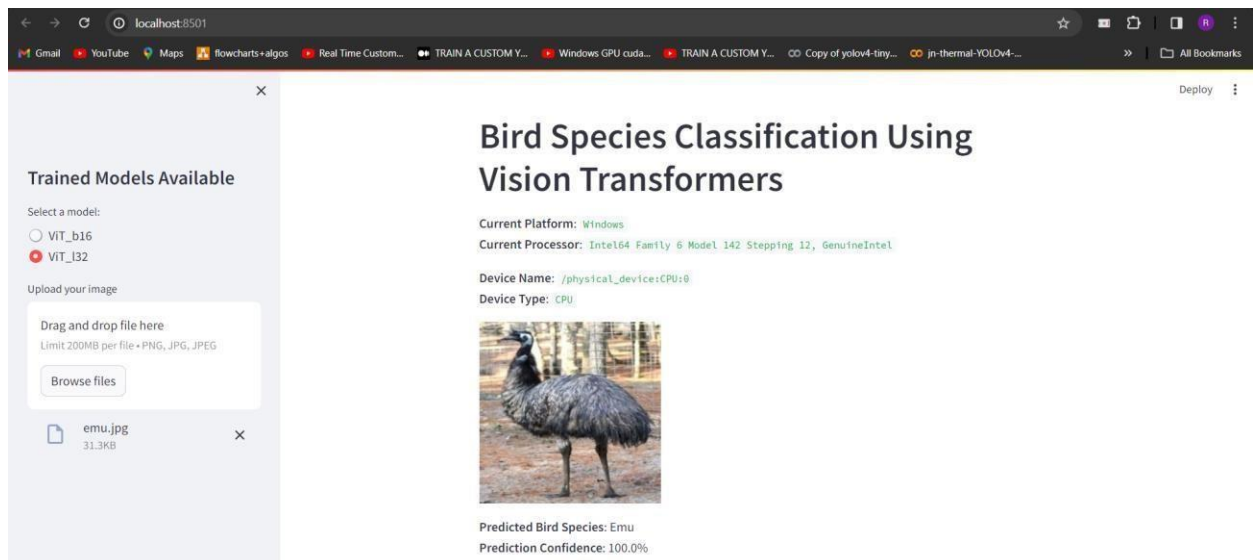 localhost:8501
R
Gmail YouTube Maps flowcharts+algos Real Time Custom... TRAIN A CUSTOM Y... Windows GPU cuda... TRAIN A CUSTOM Y... Copy of yolov4-tiny... jn-thermal-YOLOv4-... » All Bookmarks
Deploy
Bird Species Classification Using
Vision Transformers
Trained Models Available
Select a model:
ViT_b16
ViT_l32
Upload your image
Drag and drop file here
Limit 200MB per file • PNG, JPG, JPEG
Browse files
emu.jpg
31.3KB
Current Platform: Windows
Current Processor: Intel64 Family 6 Model 142 Stepping 12, GenuineIntel
Device Name: /physical_device:CPU:0
Device Type: CPU
Predicted Bird Species: Emu
Prediction Confidence: 100.0%